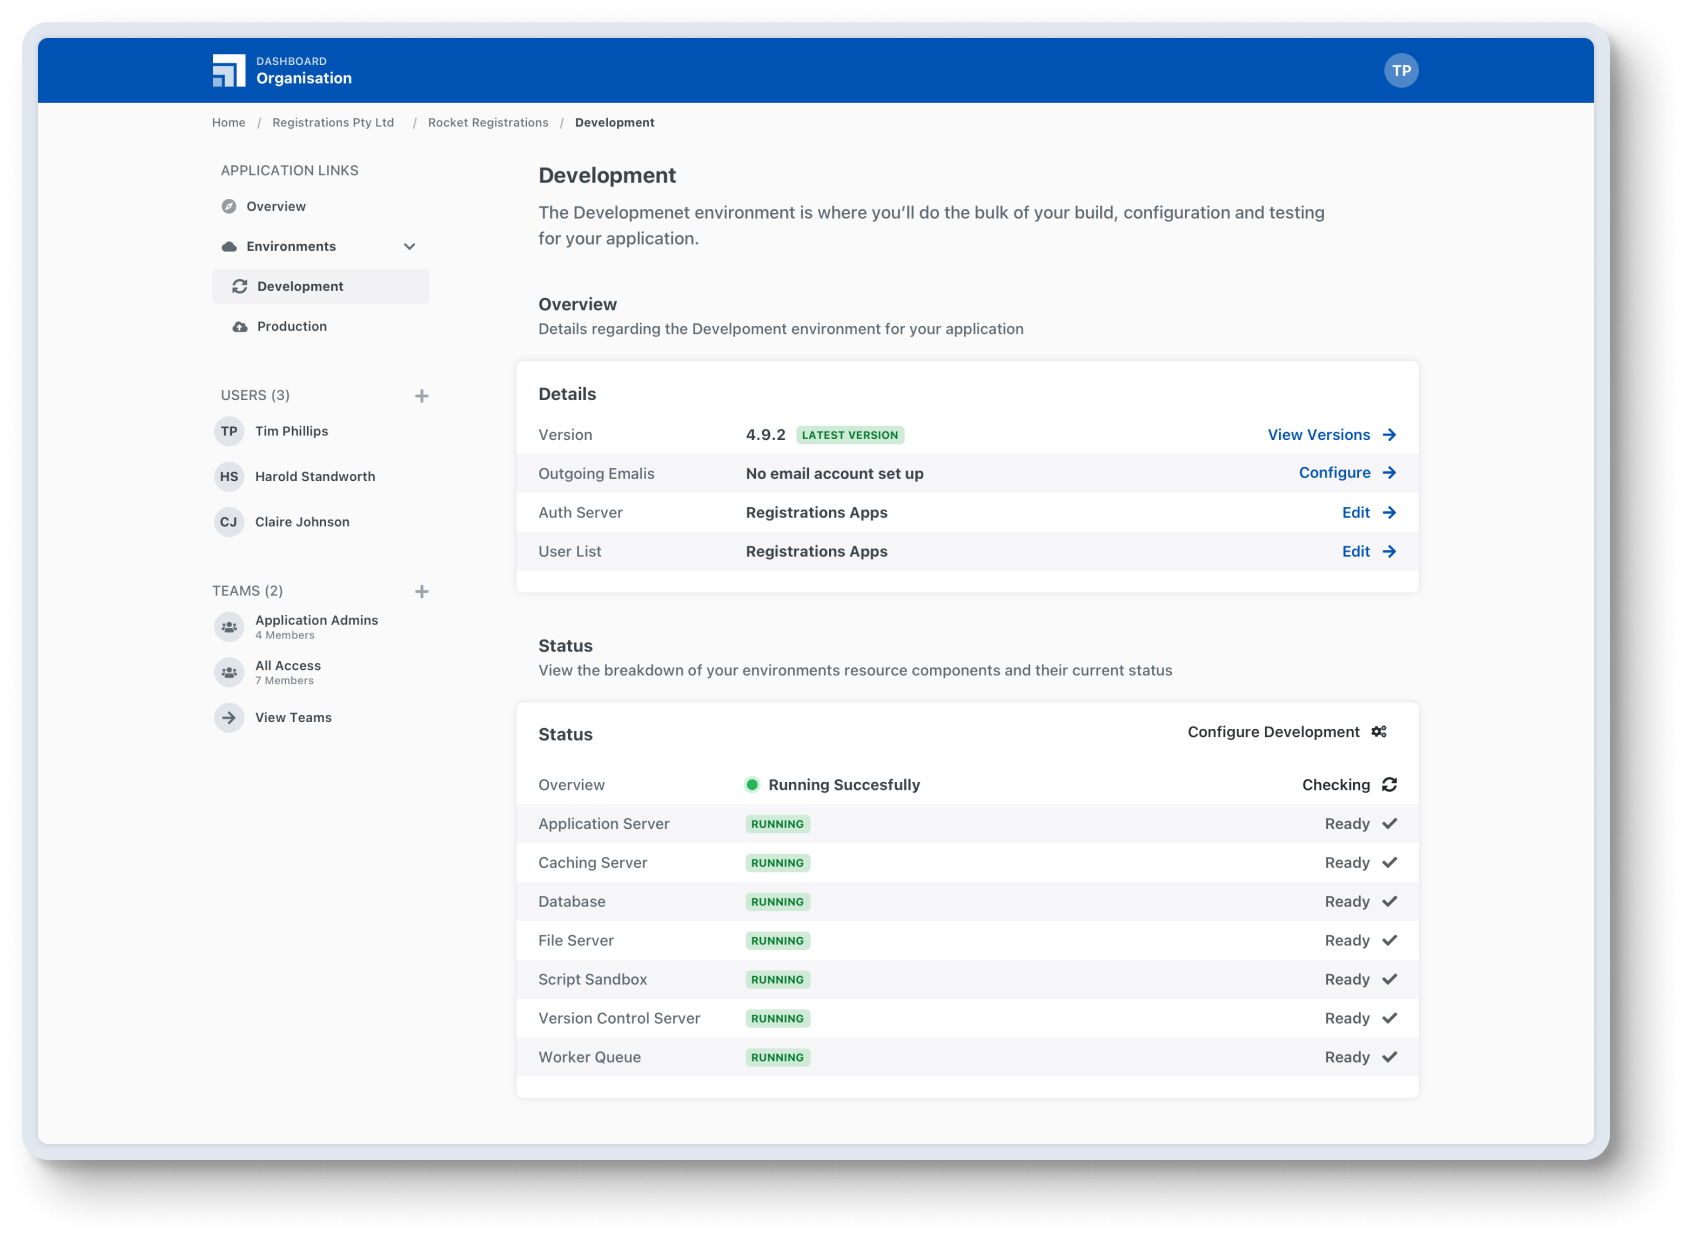 DASHBOARD
Organisation
TP
Home / Registrations Pty Ltd / Rocket Registrations / Development
APPLICATION LINKS
Overview
Environments
Development
Production
USERS (3)
TP Tim Phillips
HS Harold Standworth
CJ Claire Johnson
TEAMS (2)
Application Admins
4 Members
All Access
7 Members
View Teams
Development
The Developmenet environment is where you'll do the bulk of your build, configuration and testing
for your application.
Overview
Details regarding the Develpoment environment for your application
Details
Version 4.9.2 LATEST VERSION View Versions
Outgoing Emalis No email account set up Configure
Auth Server Registrations Apps Edit
User List Registrations Apps Edit
Status
View the breakdown of your environments resource components and their current status
Status Configure Development
Overview Running Succesfully Checking
Application Server RUNNING Ready
Caching Server RUNNING Ready
Database RUNNING Ready
File Server RUNNING Ready
Script Sandbox RUNNING Ready
Version Control Server RUNNING Ready
Worker Queue RUNNING Ready